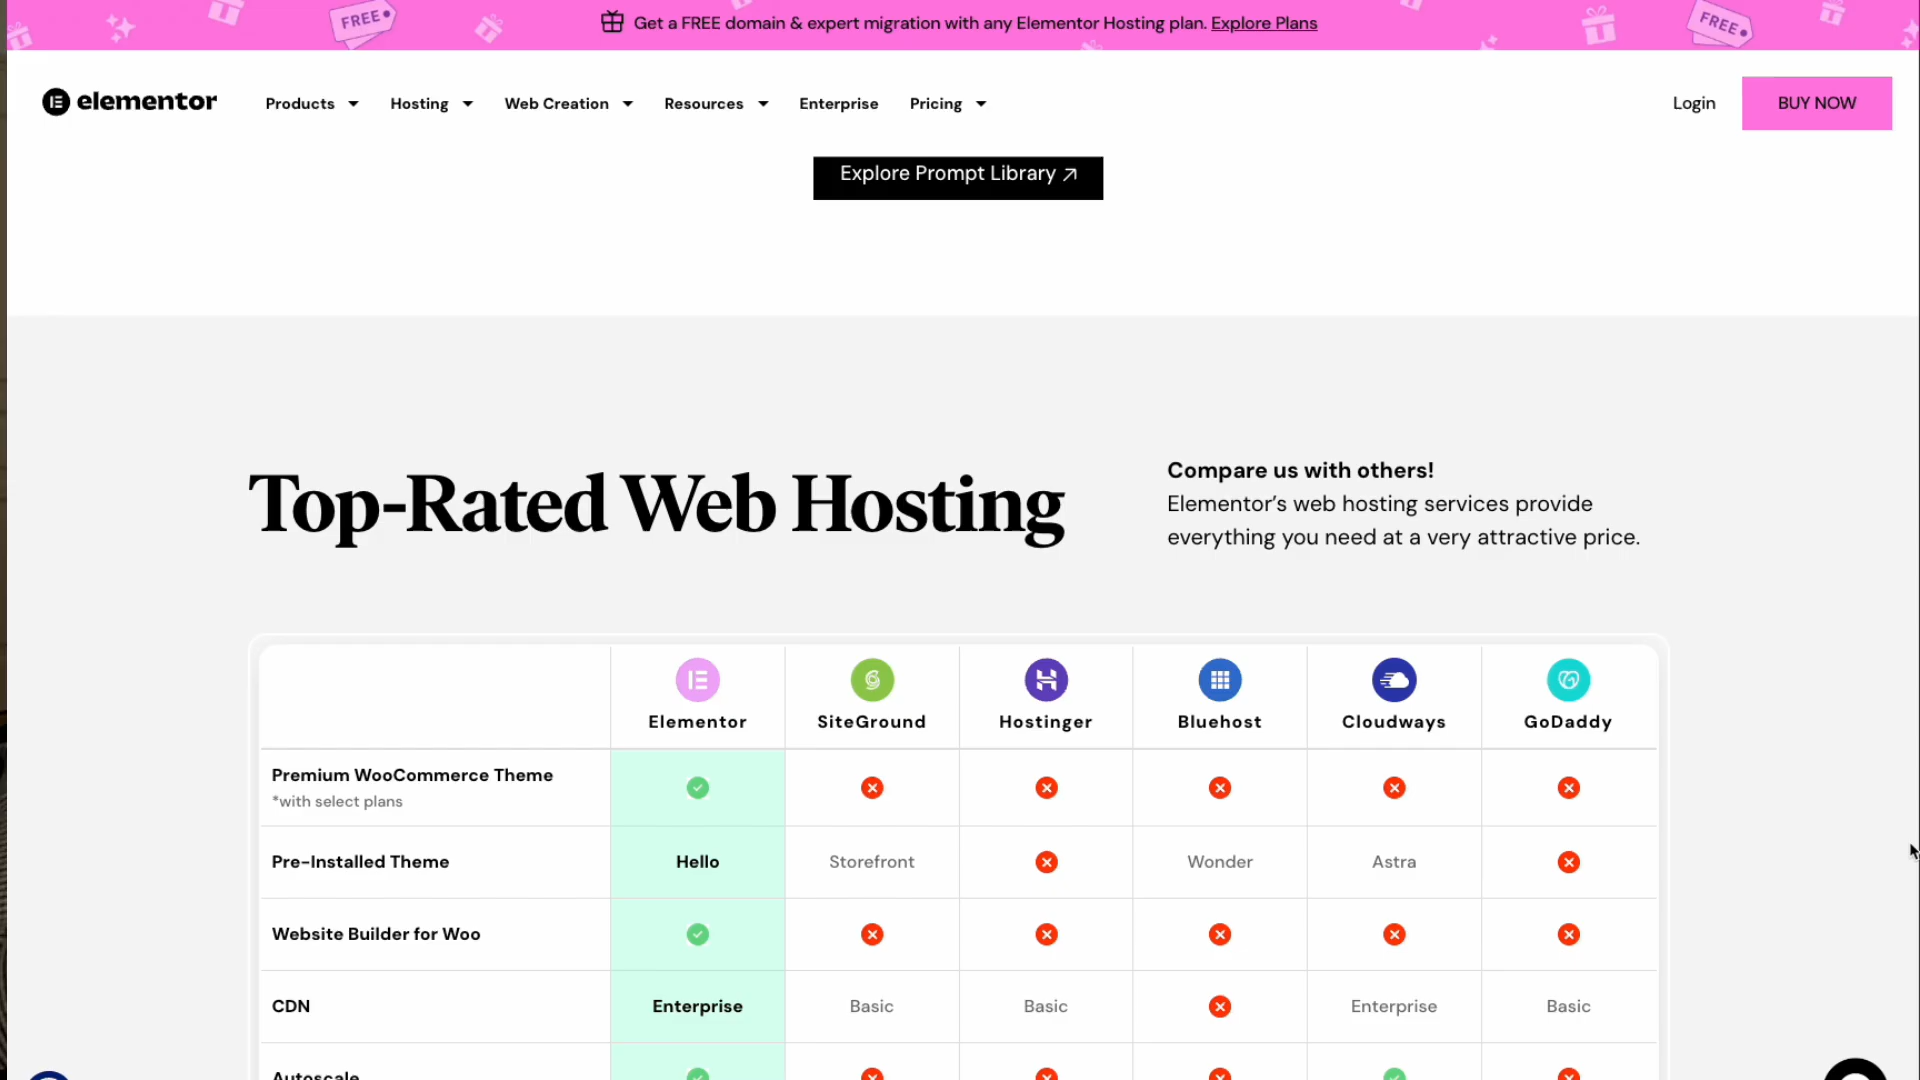 FREE
Get a FREE domain & expert migration with any Elementor Hosting plan. Explore Plans
FREE
elementor
Products
Hosting
Web Creation
Resources
Enterprise
Pricing
Login
BUY NOW
Explore Prompt Library
Top-Rated Web Hosting
Compare us with others!
Elementor’s web hosting services provide
everything you need at a very attractive price.
Elementor SiteGround Hostinger Bluehost Cloudways GoDaddy
Premium WooCommerce Theme
*with select plans
Pre-Installed Theme Hello Storefront Wonder Astra
Website Builder for Woo
CDN Enterprise Basic Basic Enterprise Basic
Autoscale